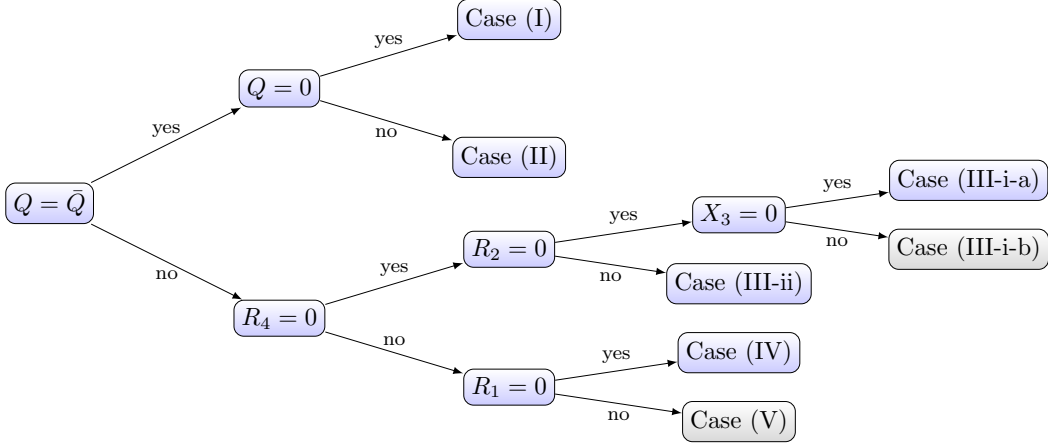 Case (I)
yes
Q = 0
no
yes
Case (II)
Q = Q̄
Case (III-i-a)
yes
X₃ = 0
yes
no
R₂ = 0
Case (III-i-b)
no
yes
no
Case (III-ii)
R₄ = 0
no
Case (IV)
yes
R₁ = 0
no
Case (V)